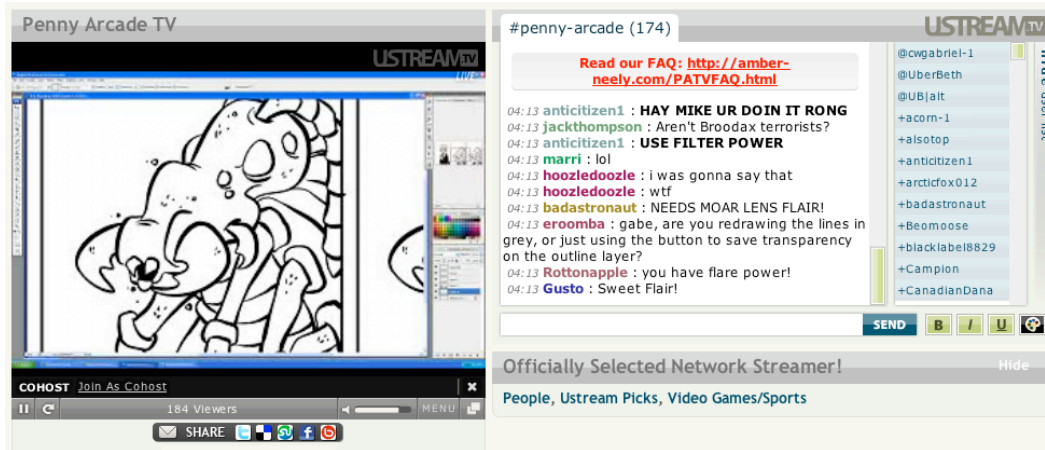 Penny Arcade TV
USTREAM TV
LIVE
COHOST Join As Cohost
184 Viewers
MENU
SHARE
#penny-arcade (174)
USTREAM TV
Read our FAQ: http://amber-
neely.com/PATVFAQ.html
04:13 anticitizen1 : HAY MIKE UR DOIN IT RONG
04:13 jackthompson : Aren't Broodax terrorists?
04:13 anticitizen1 : USE FILTER POWER
04:13 marri : lol
04:13 hoozledoozle : i was gonna say that
04:13 hoozledoozle : wtf
04:13 badastronaut : NEEDS MOAR LENS FLAIR!
04:13 eroomba : gabe, are you redrawing the lines in
grey, or just using the button to save transparency
on the outline layer?
04:13 Rottonapple : you have flare power!
04:13 Gusto : Sweet Flair!
@cwgabriel-1
@UberBeth
@UB|alt
+acorn-1
+alsotop
+anticitizen1
+arcticfox012
+badastronaut
+Beomoose
+blacklabel8829
+Campion
+CanadianDana
SEND
B I U
Officially Selected Network Streamer!
Hide
People, Ustream Picks, Video Games/Sports